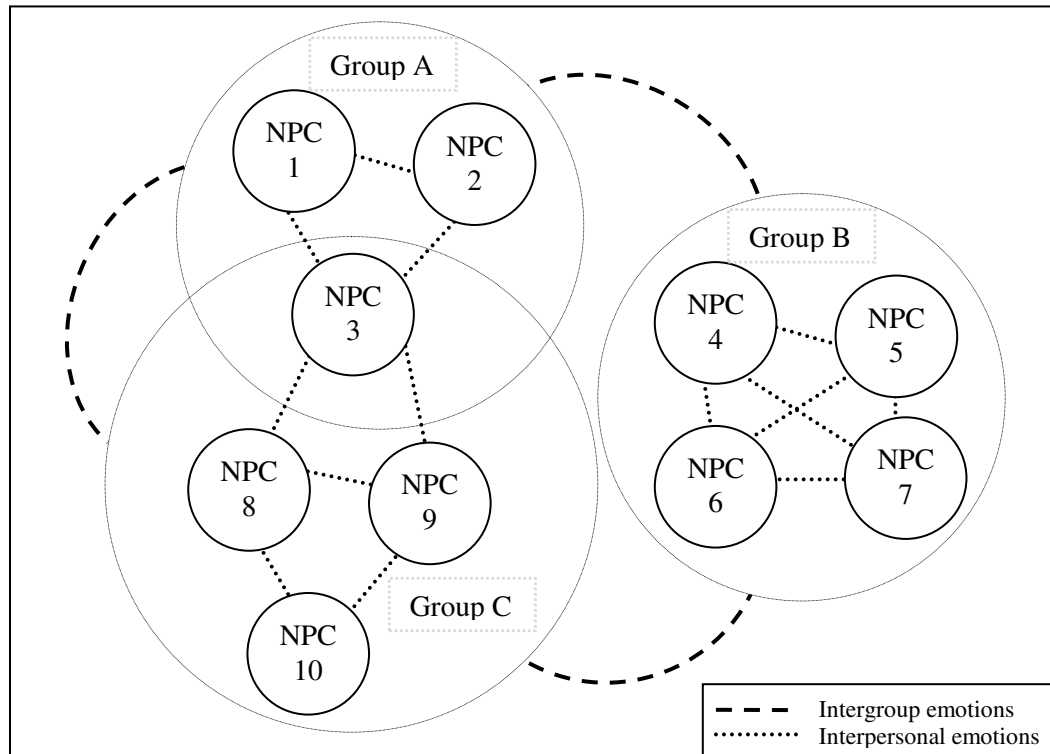 Group A
NPC
1
NPC
2
NPC
3
Group B
NPC
4
NPC
5
NPC
6
NPC
7
NPC
8
NPC
9
NPC
10
Group C
Intergroup emotions
Interpersonal emotions